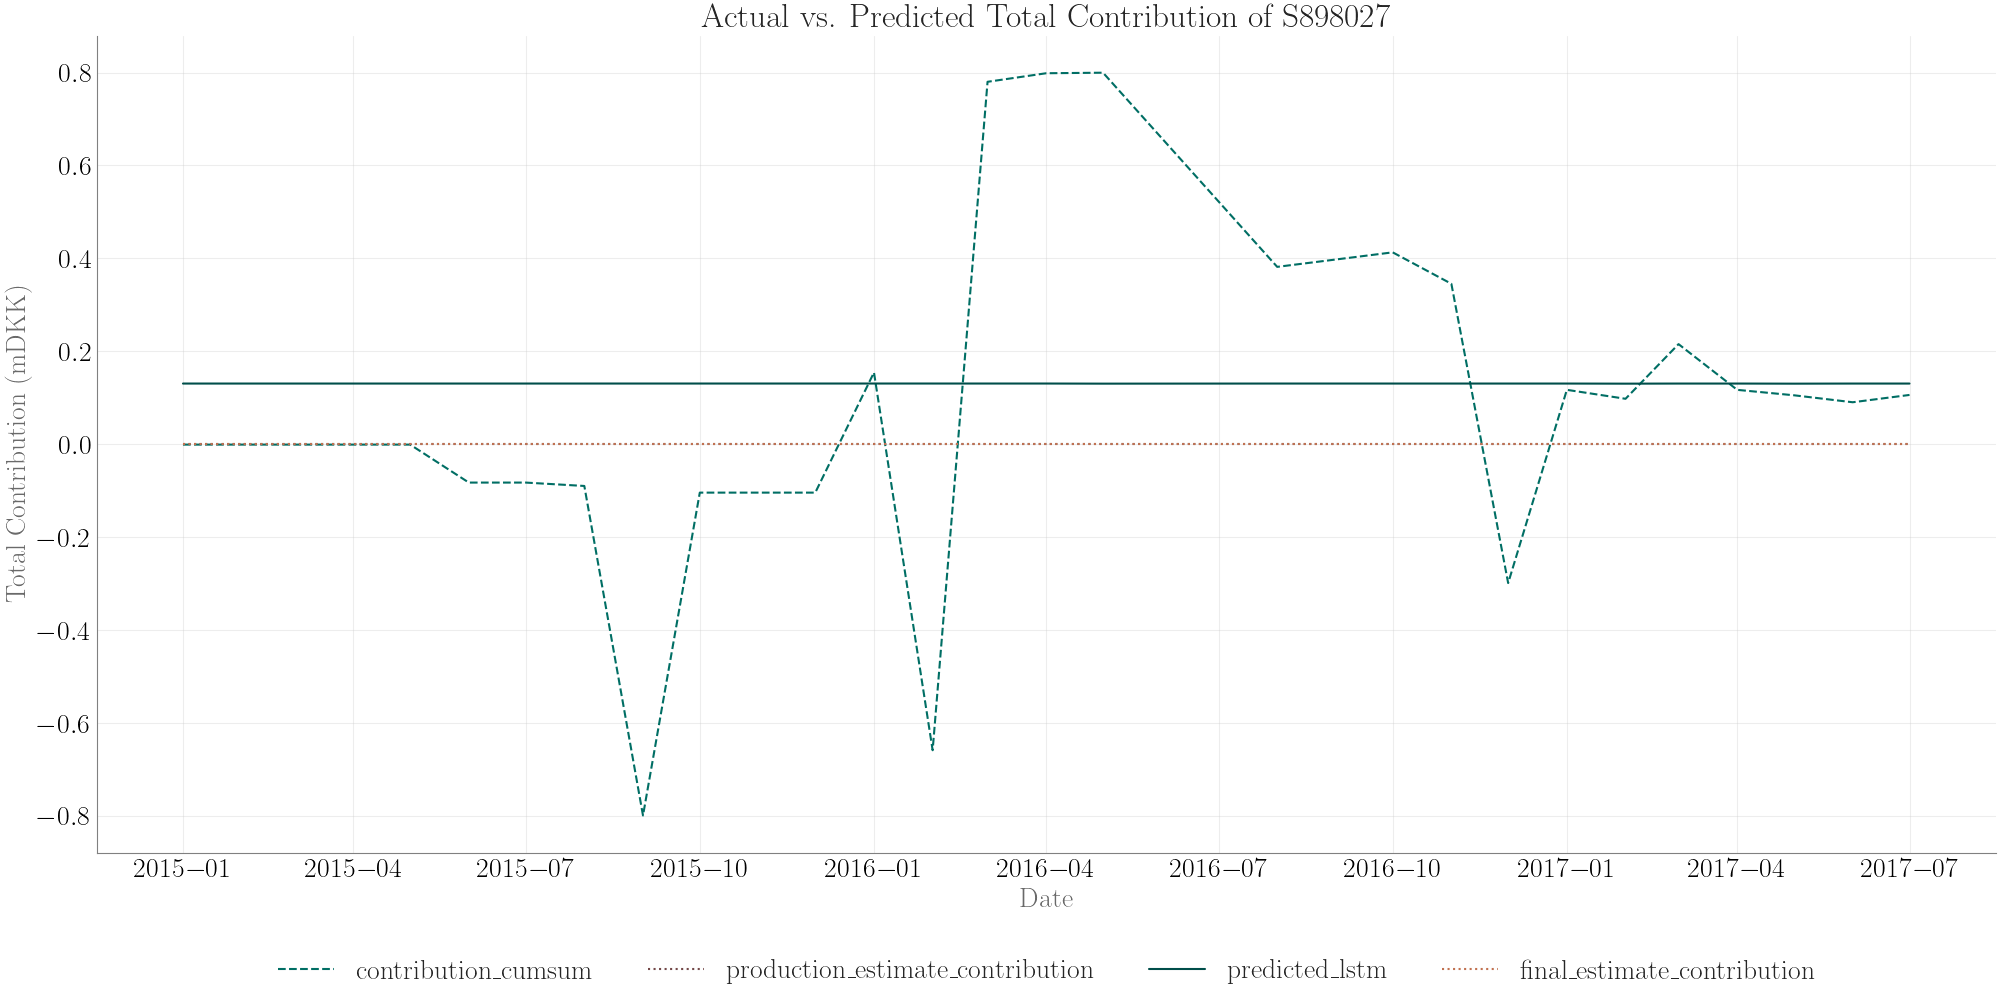 Actual vs. Predicted Total Contribution of S898027
Total Contribution (mDKK)
0.8
0.6
0.4
0.2
0.0
−0.2
−0.4
−0.6
−0.8
2015−01 2015−04 2015−07 2015−10 2016−01 2016−04 2016−07 2016−10 2017−01 2017−04 2017−07
Date
contribution_cumsum production_estimate_contribution predicted_lstm final_estimate_contribution